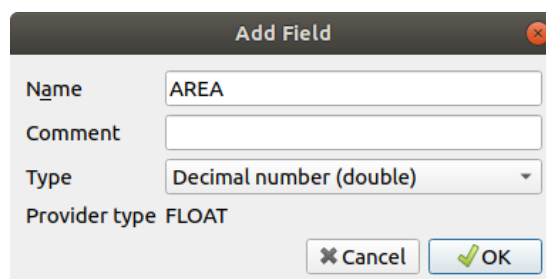 Add Field
Name AREA
Comment
Type Decimal number (double)
Provider type FLOAT
Cancel OK